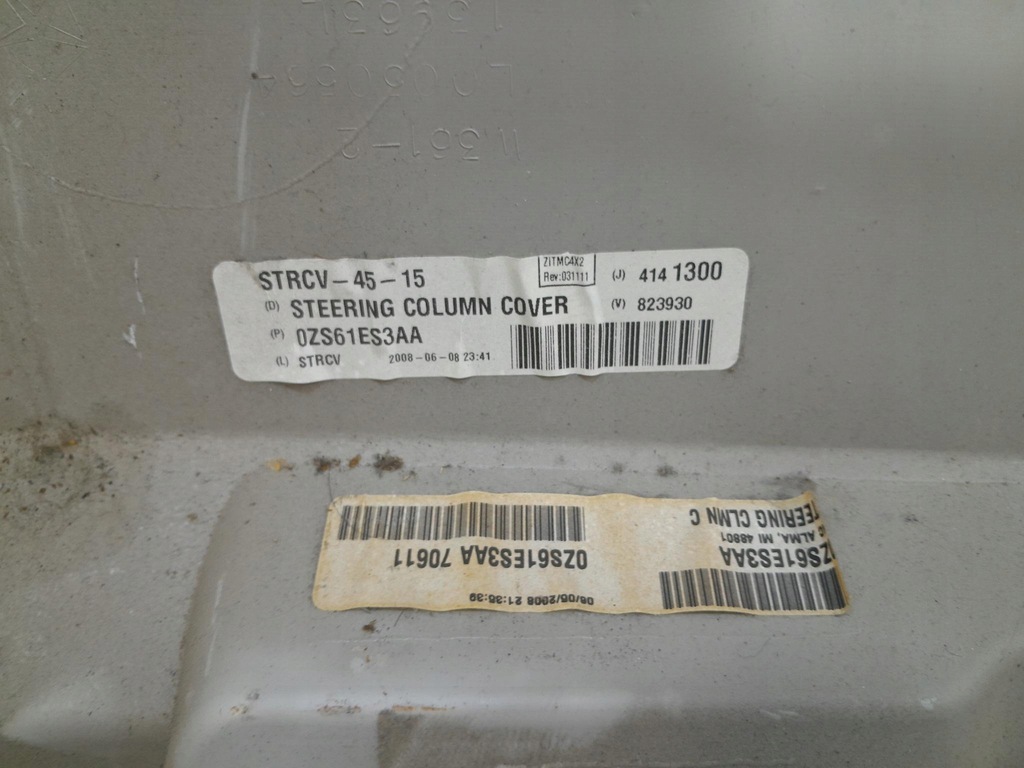 STRCV-45-15
ZiTMC4X2
Rev:031111
(J) 414 1300
(D) STEERING COLUMN COVER
(V) 823930
(P) 0ZS61ES3AA
(L) STRCV 2008-06-08 23:41
TEERING CLMN C
ALMA, MI 48801
0ZS61ES3AA
0ZS61ES3AA 70611
06/05/2008 21:35:39